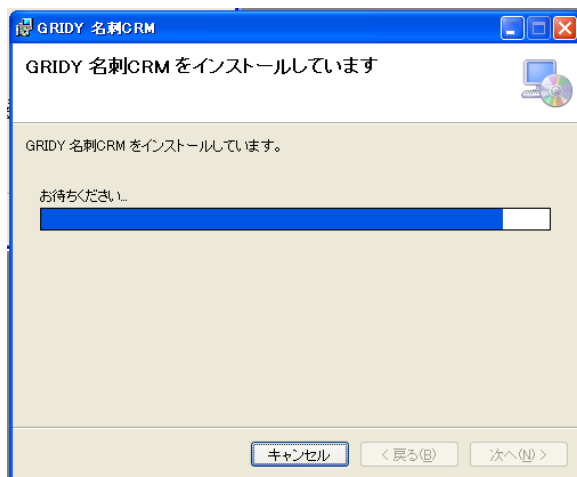 GRIDY 名刺CRM
GRIDY 名刺CRM をインストールしています
GRIDY 名刺CRM をインストールしています。
お待ちください...
キャンセル
< 戻る(B)
次へ(N) >